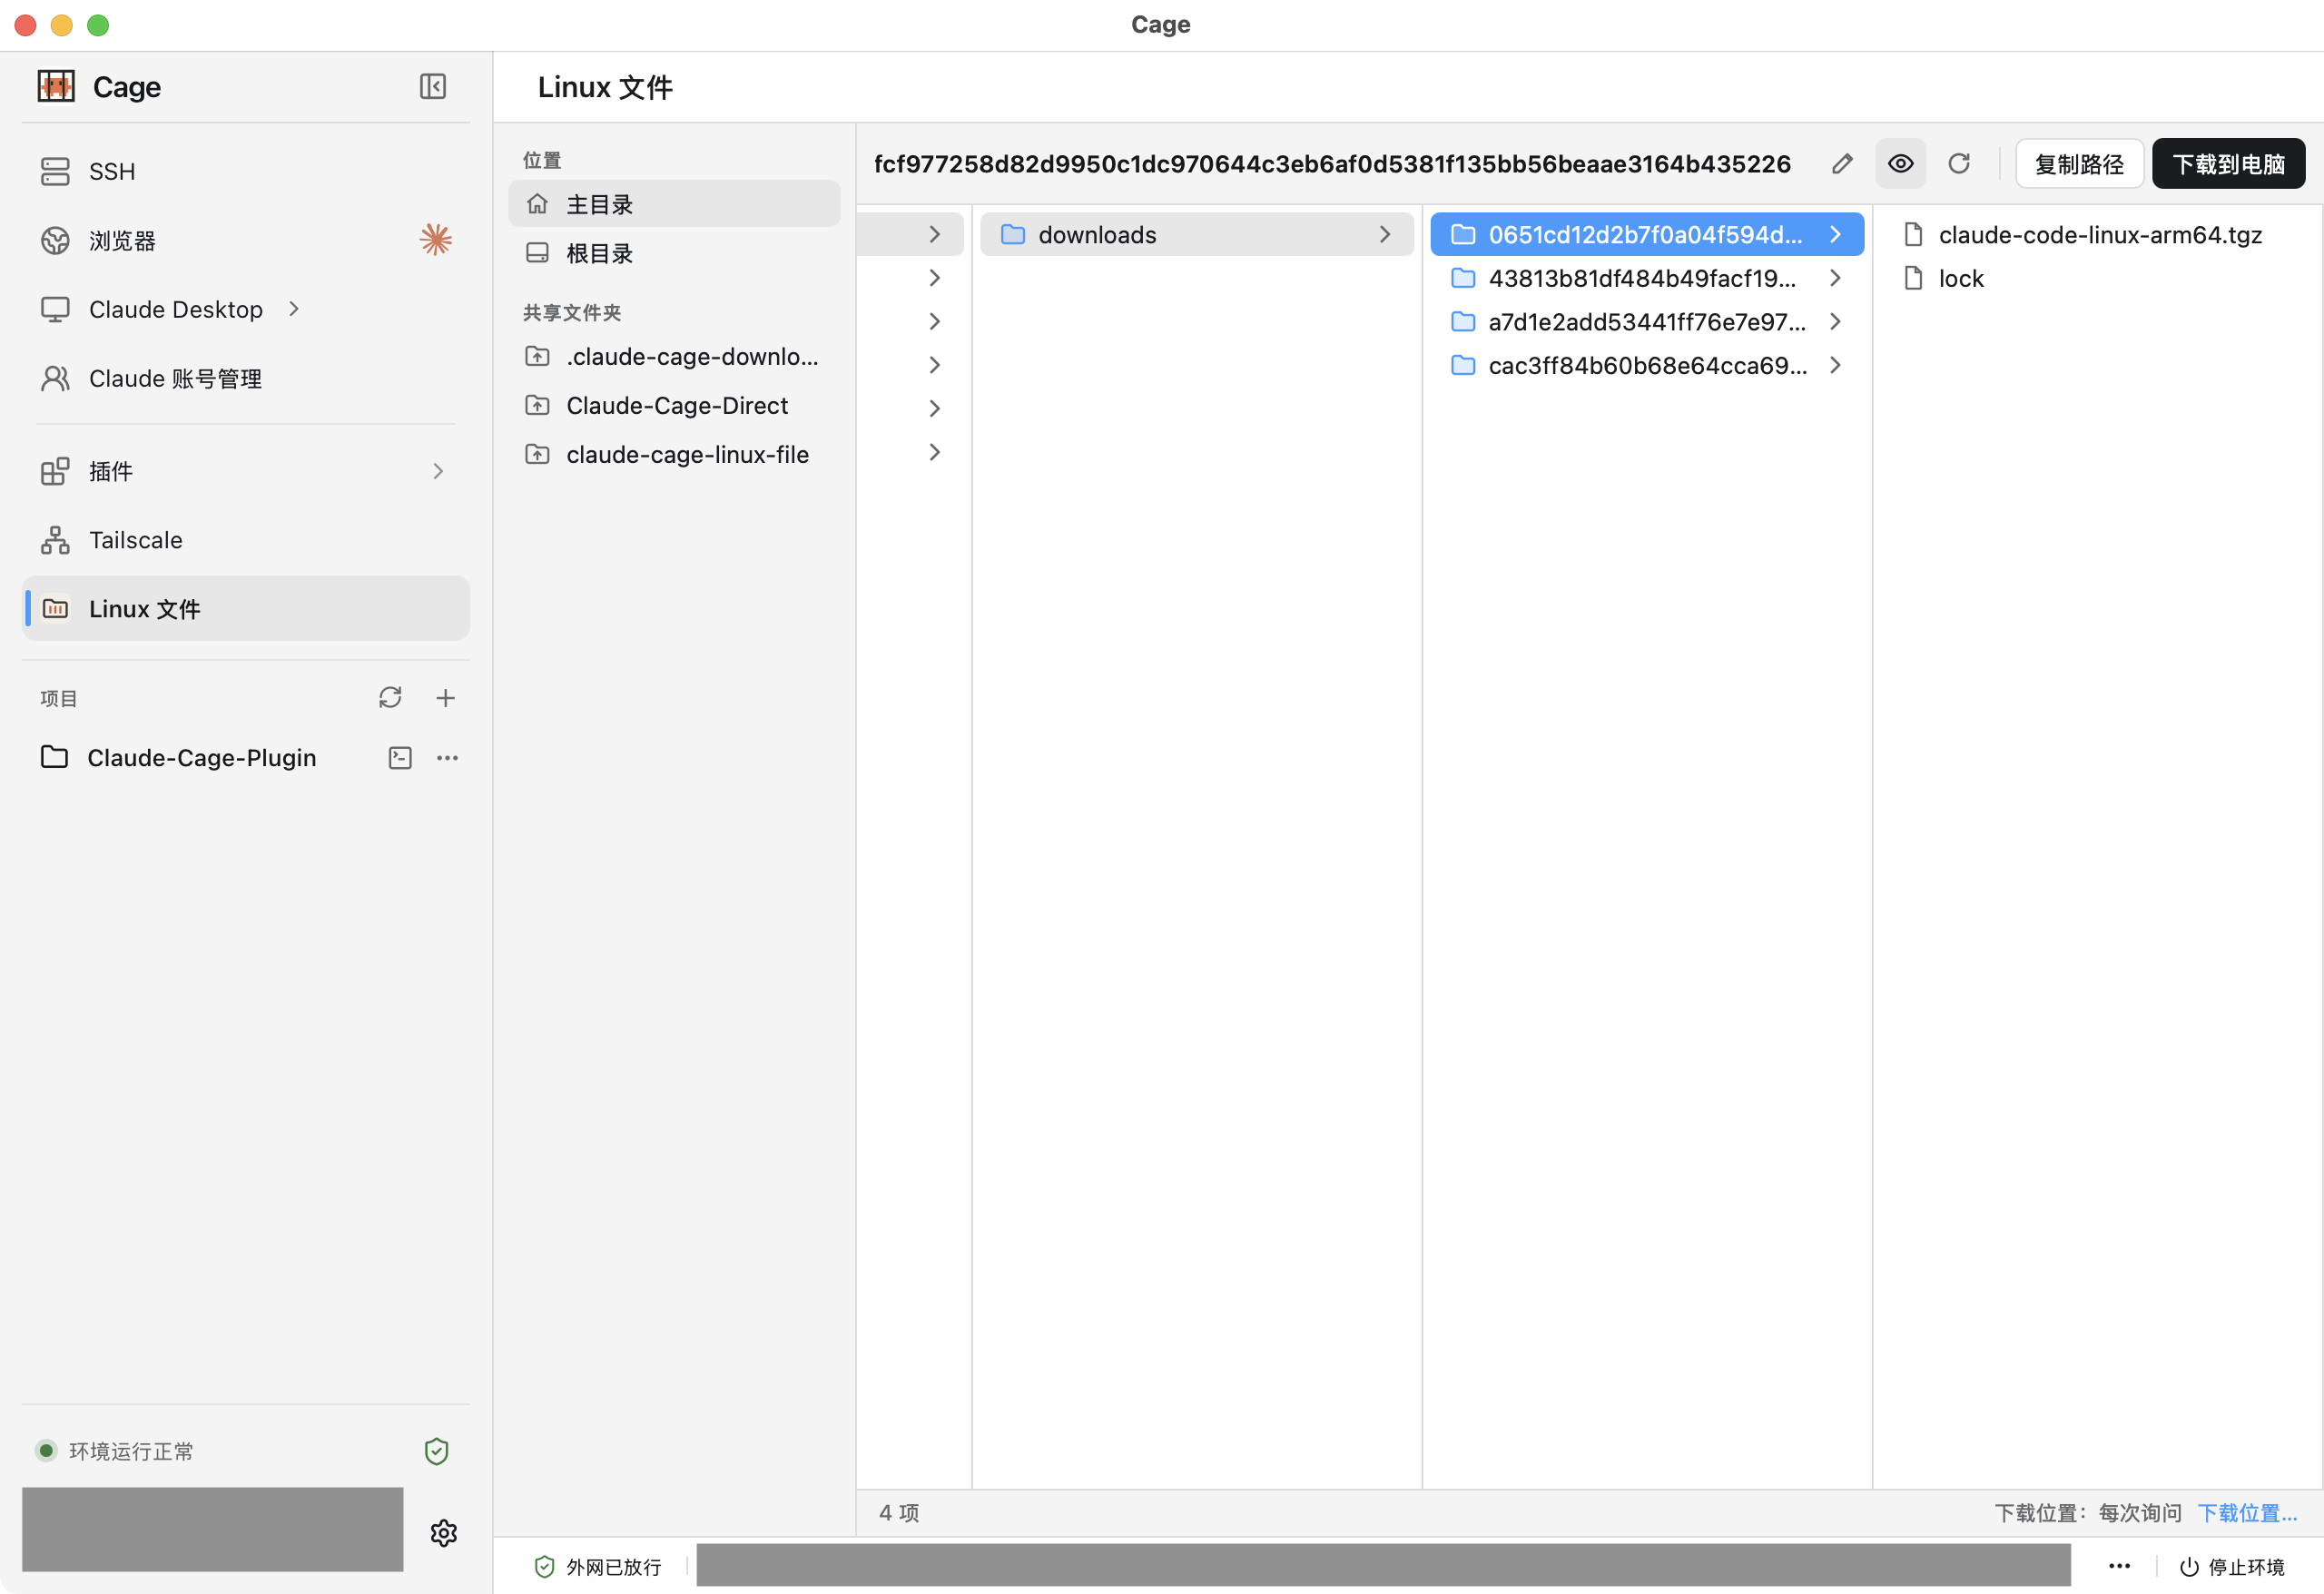 Cage
Cage
SSH
浏览器
Claude Desktop
Claude 账号管理
插件
Tailscale
Linux 文件
项目
Claude-Cage-Plugin
环境运行正常
Linux 文件
位置
主目录
根目录
共享文件夹
.claude-cage-downlo...
Claude-Cage-Direct
claude-cage-linux-file
fcf977258d82d9950c1dc970644c3eb6af0d5381f135bb56beaae3164b435226
复制路径
下载到电脑
downloads
0651cd12d2b7f0a04f594d...
43813b81df484b49facf19...
a7d1e2add53441ff76e7e97...
cac3ff84b60b68e64cca69...
claude-code-linux-arm64.tgz
lock
4 项
下载位置：每次询问 下载位置...
外网已放行
停止环境